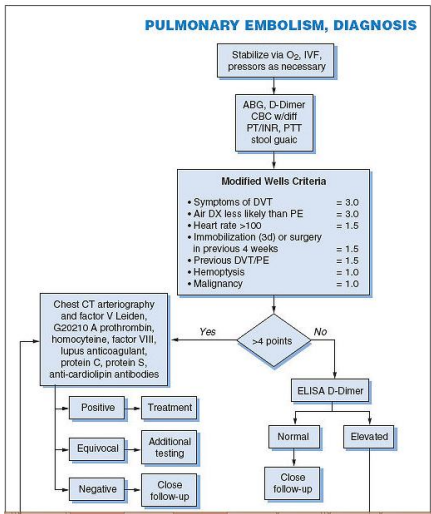 PULMONARY EMBOLISM, DIAGNOSIS
Stabilize via O2, IVF,
pressors as necessary
ABG, D-Dimer
CBC w/diff
PT/INR, PTT
stool guaic
Modified Wells Criteria
• Symptoms of DVT = 3.0
• Air DX less likely than PE = 3.0
• Heart rate >100 = 1.5
• Immobilization (3d) or surgery
in previous 4 weeks = 1.5
• Previous DVT/PE = 1.5
• Hemoptysis = 1.0
• Malignancy = 1.0
>4 points
Yes
No
Chest CT arteriography
and factor V Leiden,
G20210 A prothrombin,
homocyteine, factor VIII,
lupus anticoagulant,
protein C, protein S,
anti-cardiolipin antibodies
Positive
Treatment
Equivocal
Additional
testing
Negative
Close
follow-up
ELISA D-Dimer
Normal
Elevated
Close
follow-up